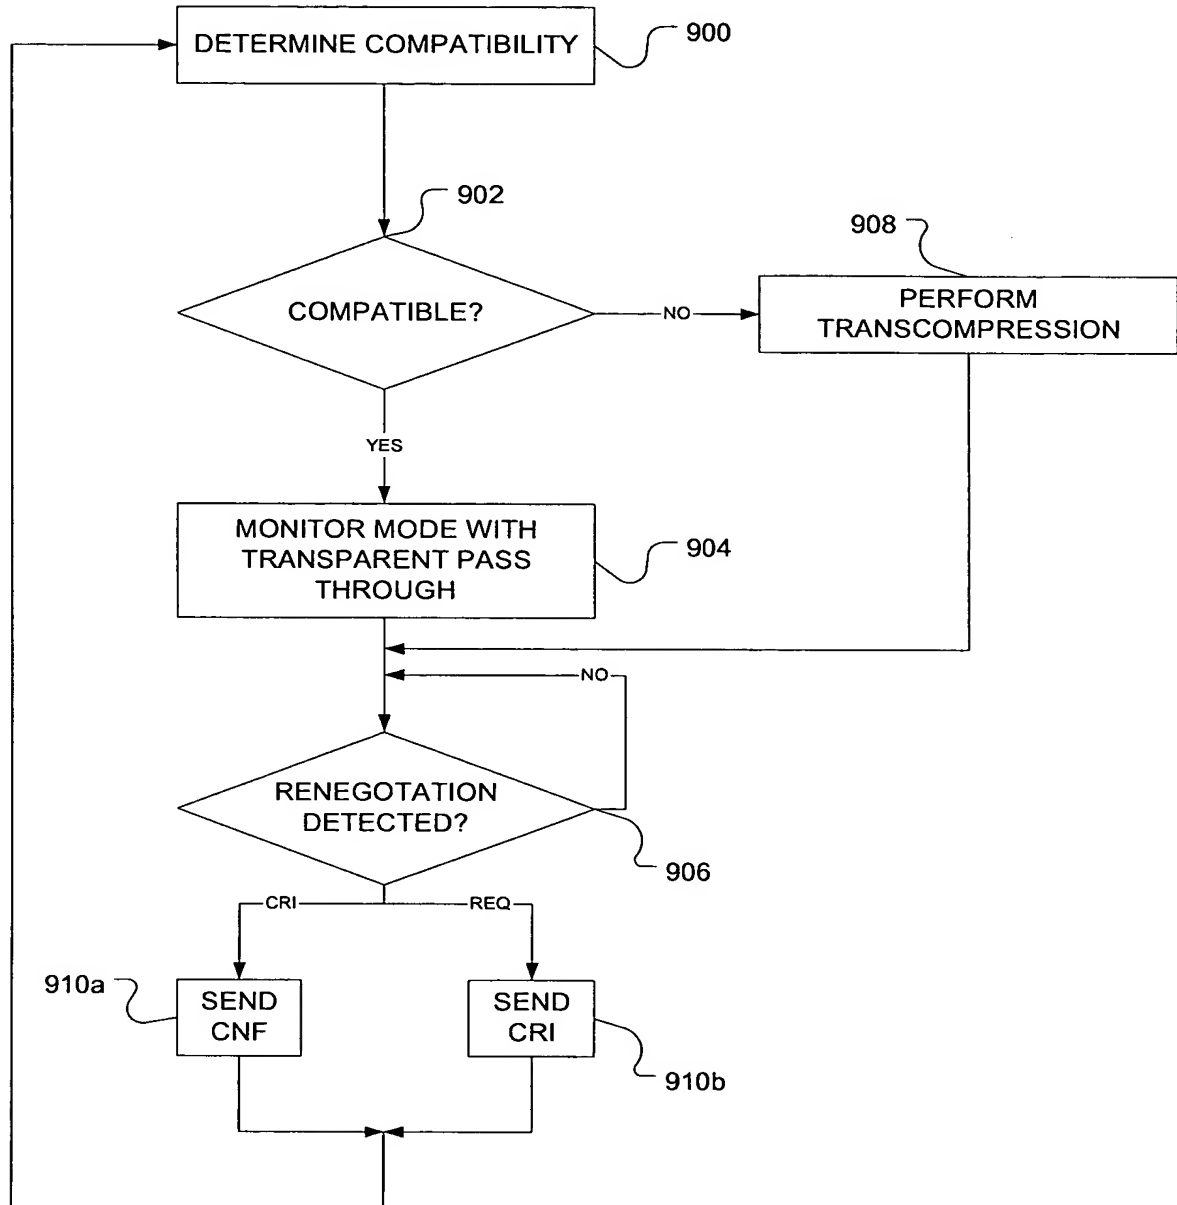 DETERMINE COMPATIBILITY
900
902
COMPATIBLE?
NO
908
PERFORM
TRANSCOMPRESSION
YES
MONITOR MODE WITH
TRANSPARENT PASS
THROUGH
904
NO
RENEGOTATION
DETECTED?
906
CRI
REQ
910a
SEND
CNF
SEND
CRI
910b